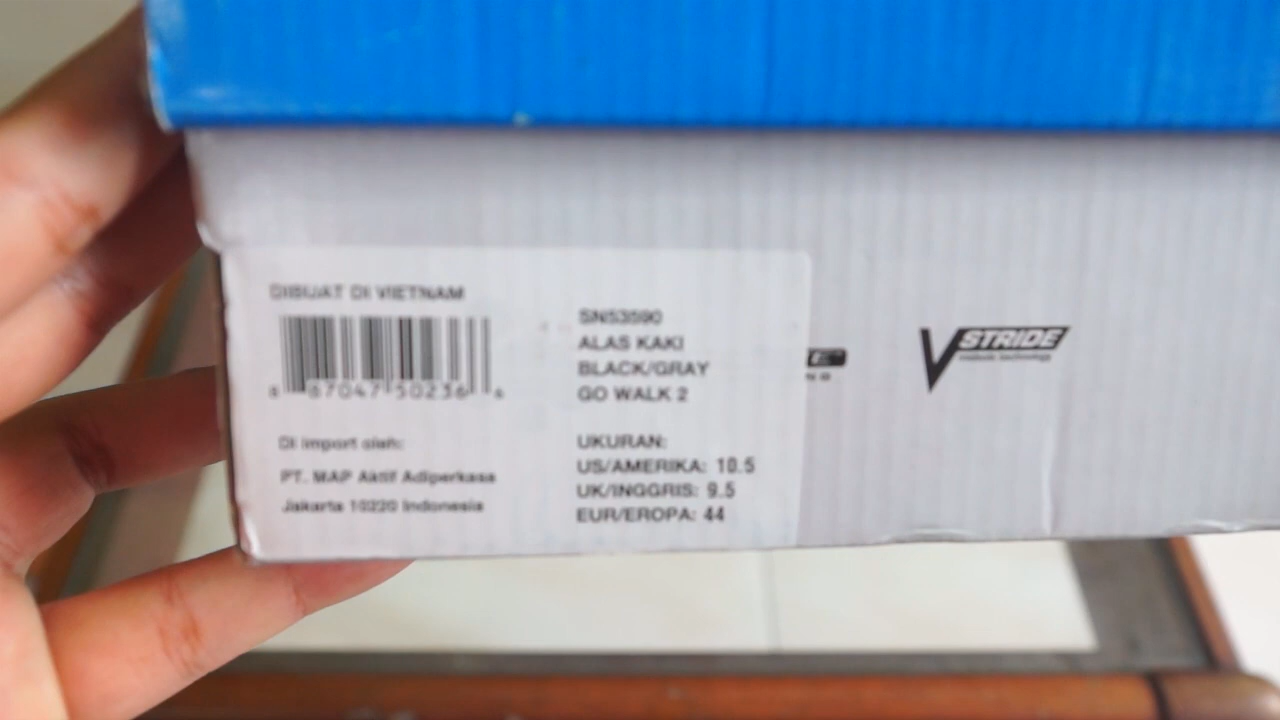 DIBUAT DI VIETNAM
87047 50236
Di import oleh:
PT. MAP Aktif Adiperkasa
Jakarta 10220 Indonesia
SN53590
ALAS KAKI
BLACK/GRAY
GO WALK 2
UKURAN:
US/AMERIKA: 10.5
UK/INGGRIS: 9.5
EUR/EROPA: 44
V STRIDE